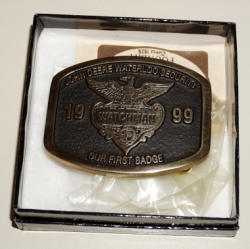 JOHN DEERE WATERLOO SECURITY
19 99
WATCHMAN
OUR FIRST BADGE